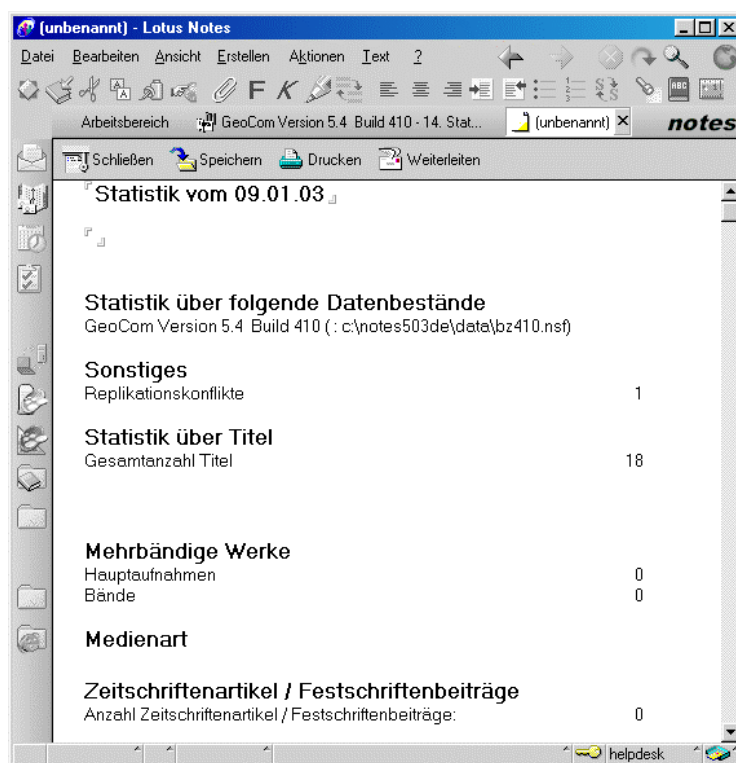 (unbenannt) - Lotus Notes
Datei Bearbeiten Ansicht Erstellen Aktionen Text ?
F K
ABC
Arbeitsbereich GeoCom Version 5.4 Build 410 - 14. Stat... (unbenannt) notes
Schließen Speichern Drucken Weiterleiten
Statistik vom 09.01.03
Statistik über folgende Datenbestände
GeoCom Version 5.4 Build 410 ( : c:\notes503de\data\bz410.nsf)
Sonstiges
Replikationskonflikte 1
Statistik über Titel
Gesamtanzahl Titel 18
Mehrbändige Werke
Hauptaufnahmen 0
Bände 0
Medienart
Zeitschriftenartikel / Festschriftenbeiträge
Anzahl Zeitschriftenartikel / Festschriftenbeiträge: 0
helpdesk